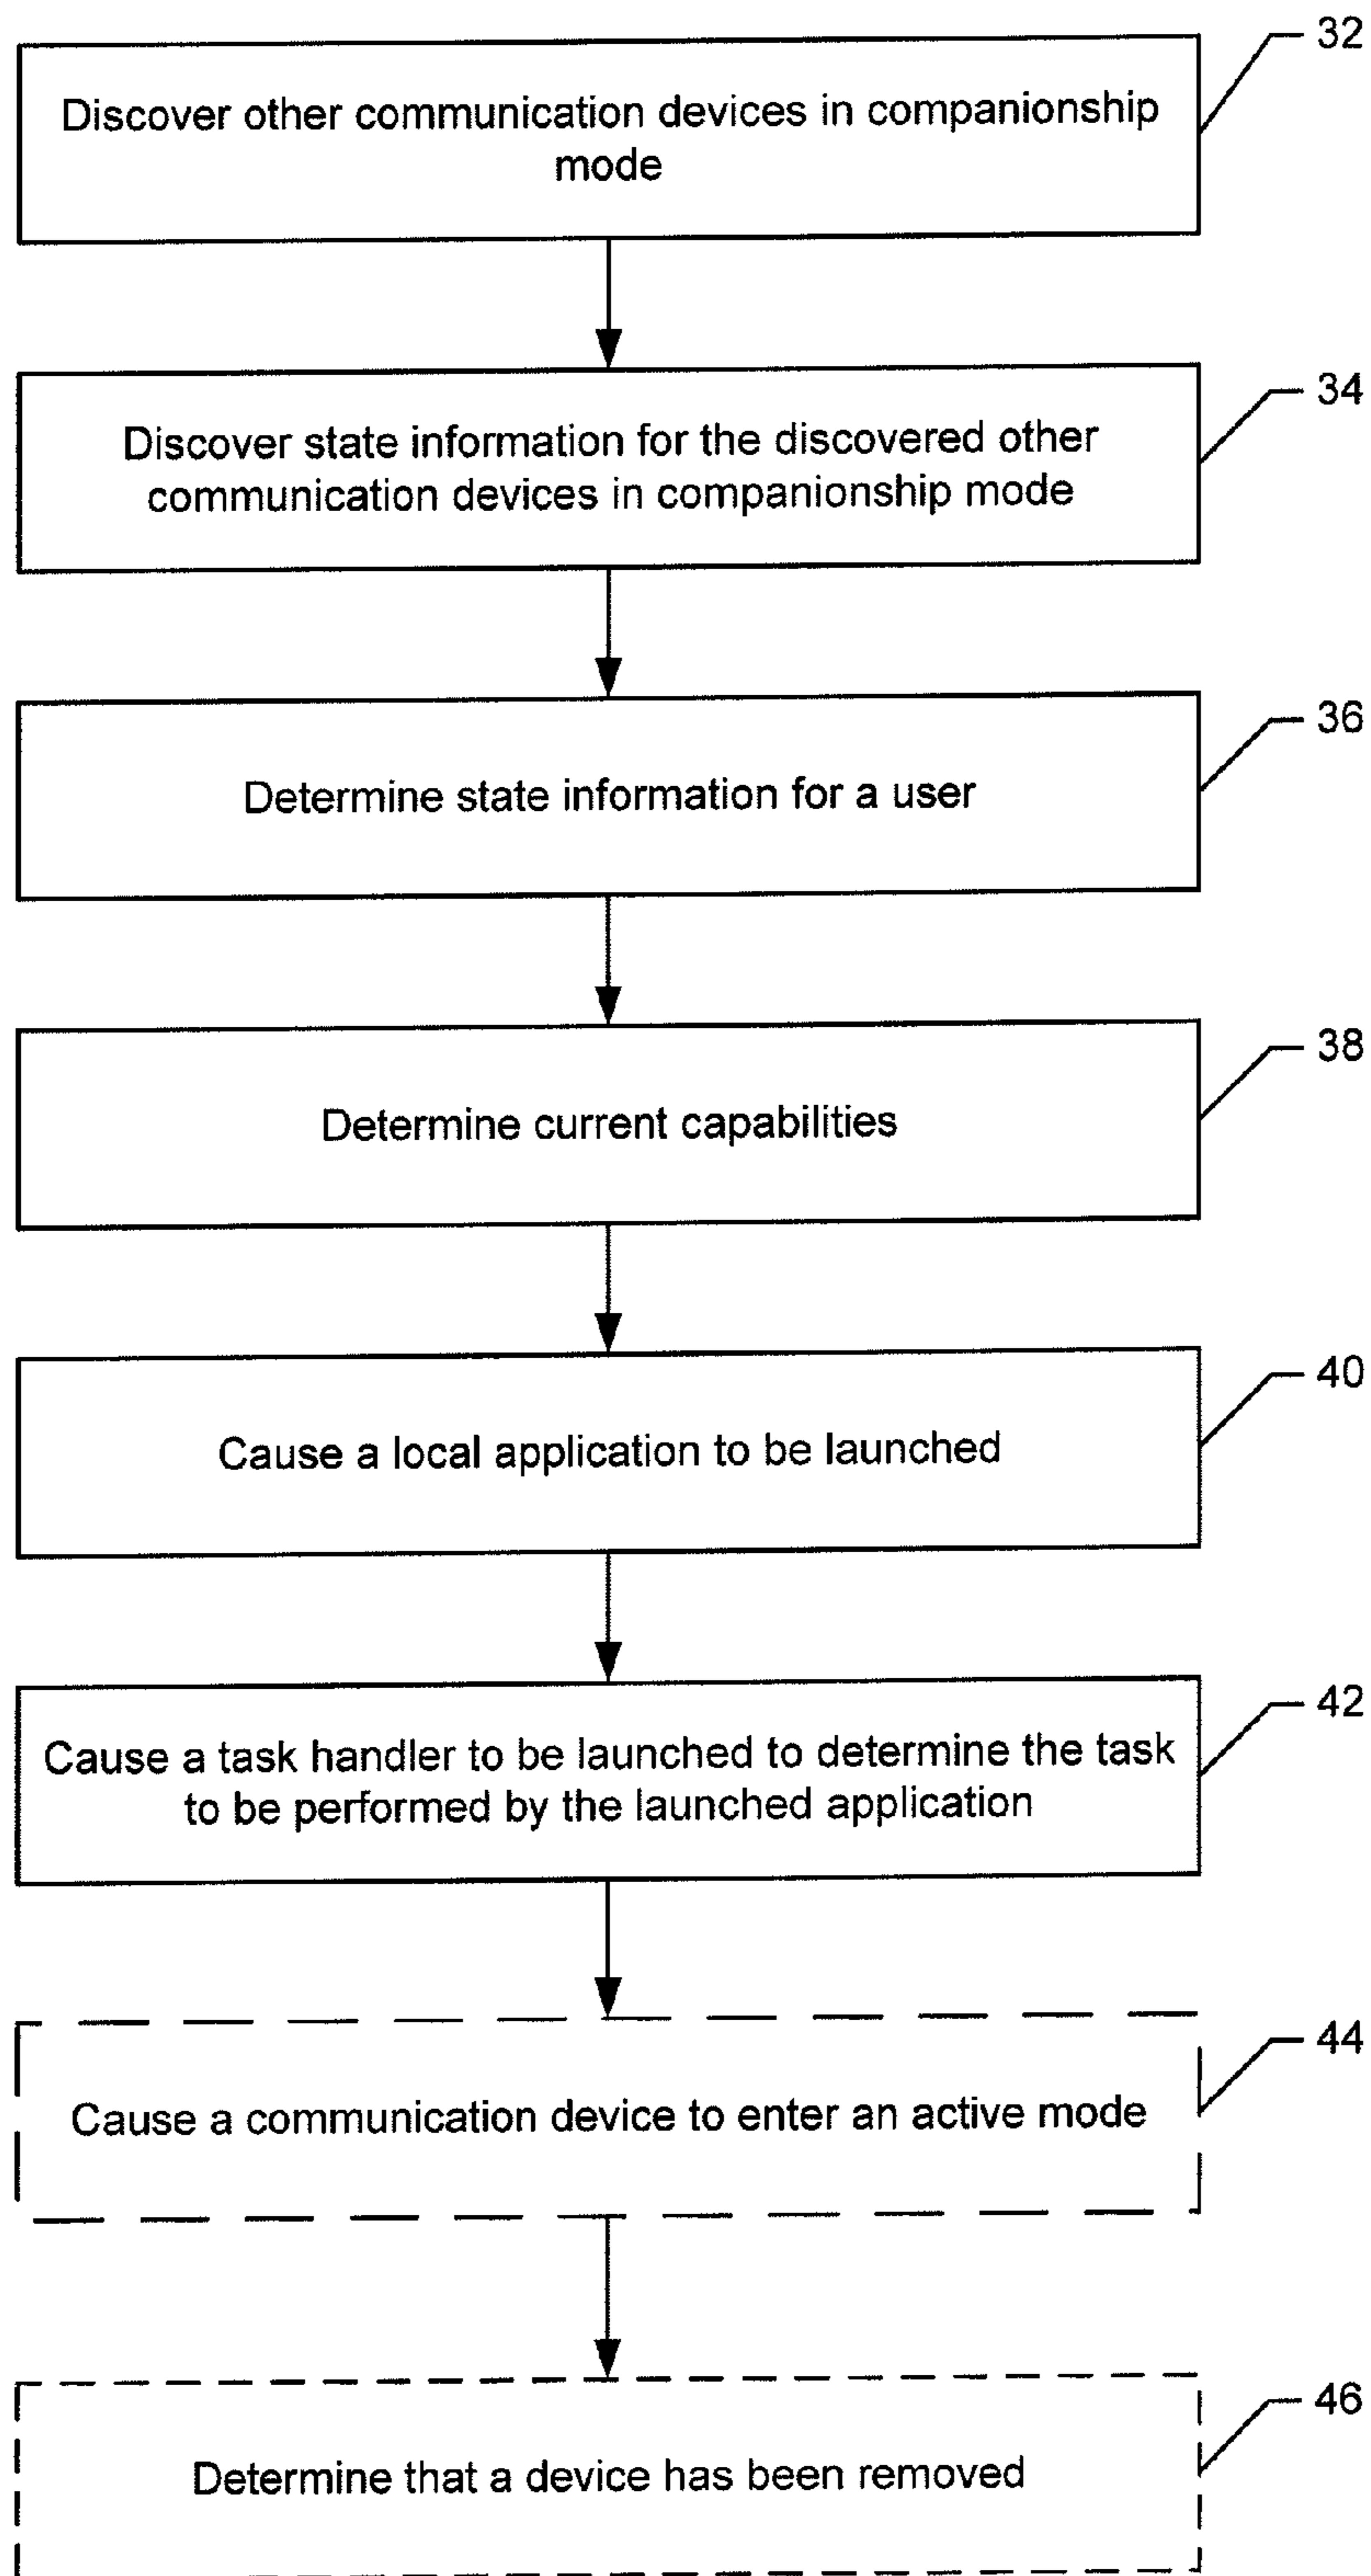 32
Discover other communication devices in companionship
mode
34
Discover state information for the discovered other
communication devices in companionship mode
36
Determine state information for a user
38
Determine current capabilities
40
Cause a local application to be launched
42
Cause a task handler to be launched to determine the task
to be performed by the launched application
44
Cause a communication device to enter an active mode
46
Determine that a device has been removed